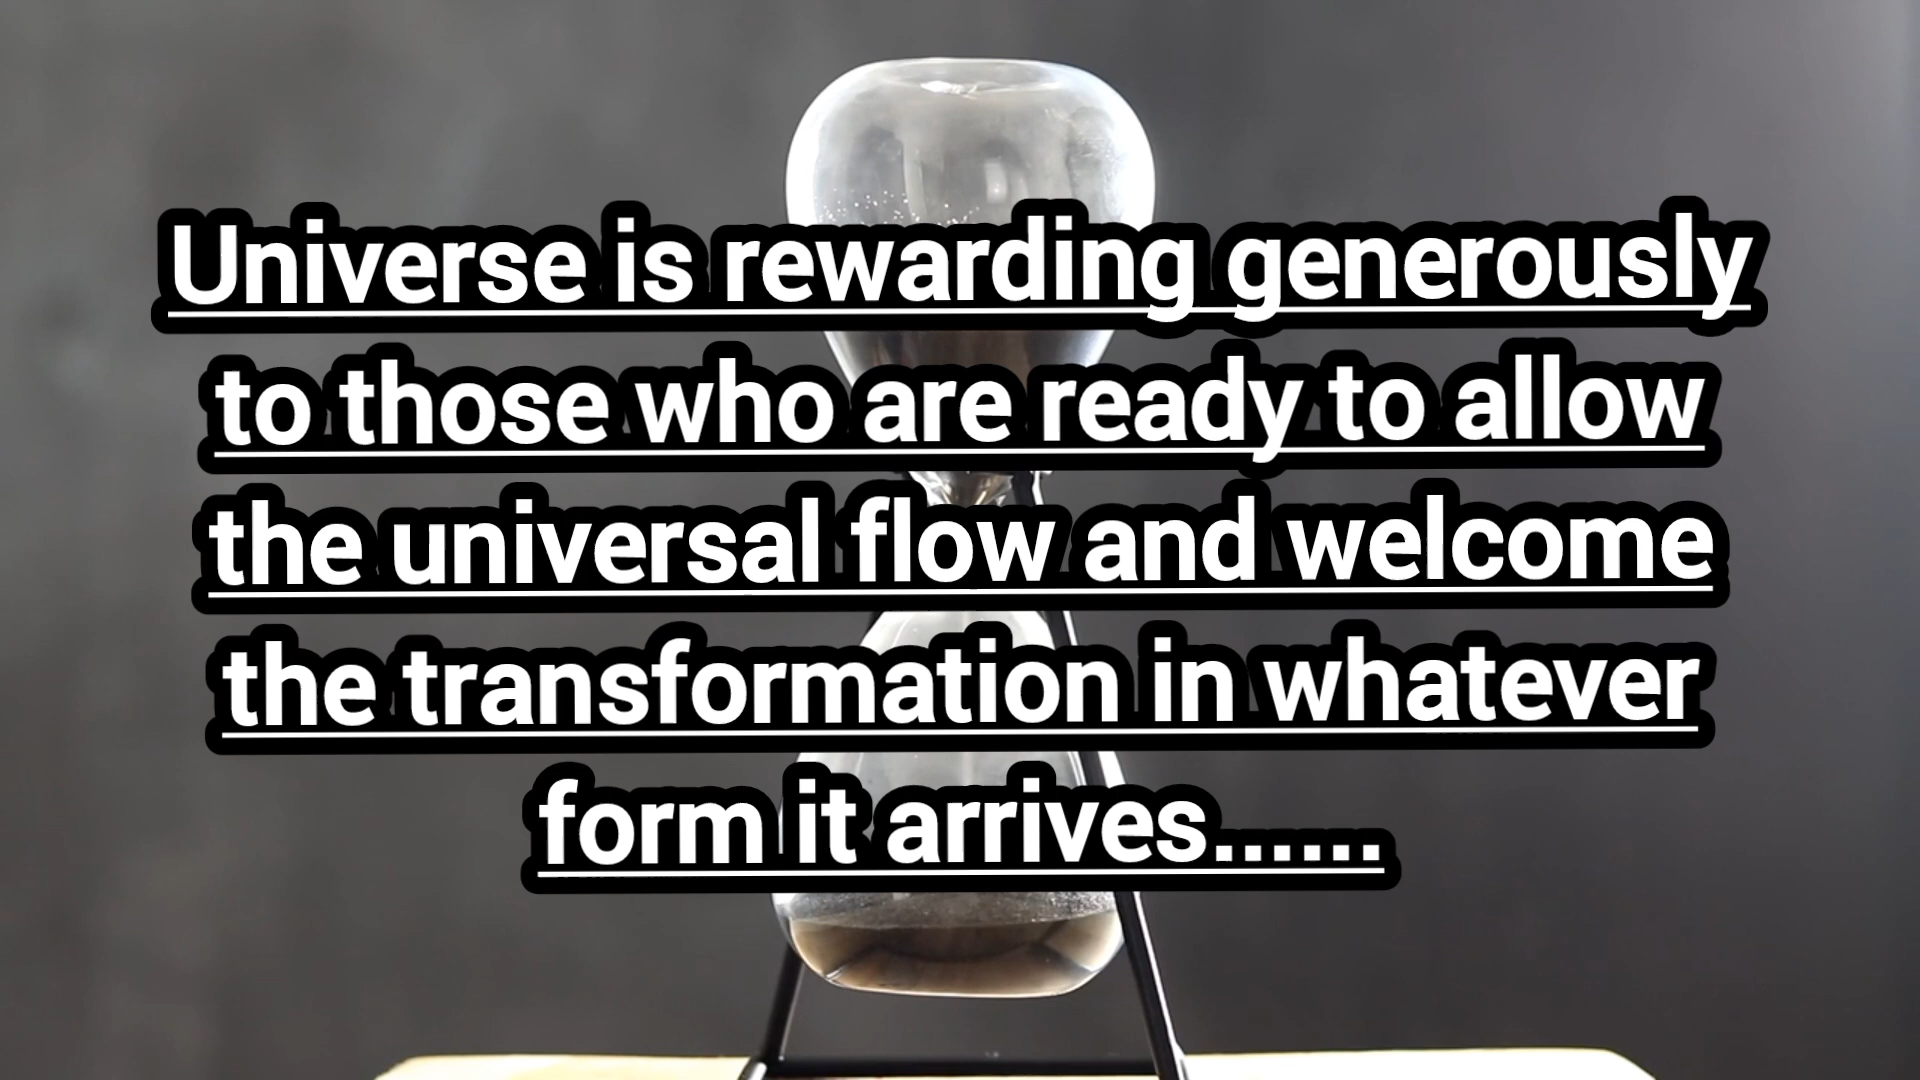 Universe is rewarding generously
to those who are ready to allow
the universal flow and welcome
the transformation in whatever
form it arrives......